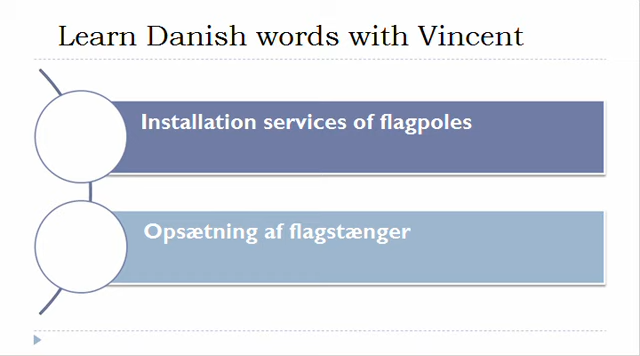 Learn Danish words with Vincent
Installation services of flagpoles
Opsætning af flagstænger